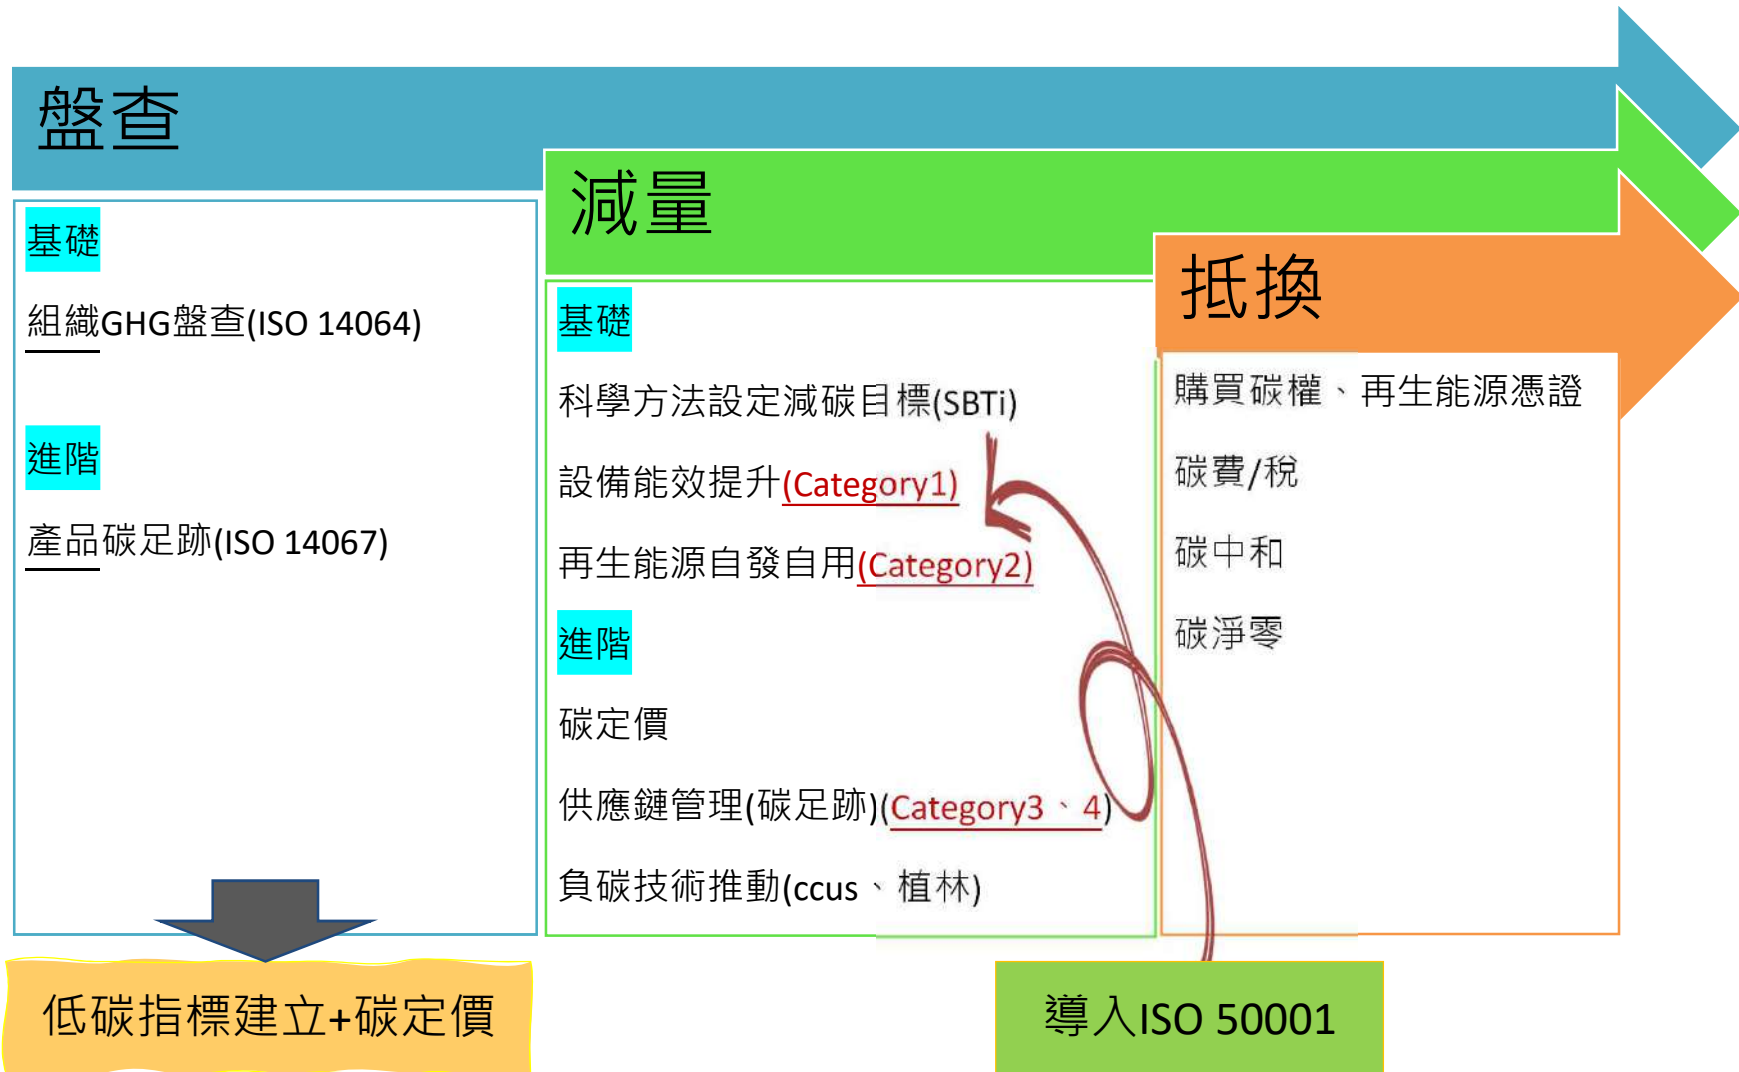 盤查
基礎
組織GHG盤查(ISO 14064)
進階
產品碳足跡(ISO 14067)
低碳指標建立+碳定價
減量
基礎
科學方法設定減碳目標(SBTi)
設備能效提升(Category1)
再生能源自發自用(Category2)
進階
碳定價
供應鏈管理(碳足跡)(Category3、4)
負碳技術推動(ccus、植林)
抵換
購買碳權、再生能源憑證
碳費/稅
碳中和
碳淨零
導入ISO 50001